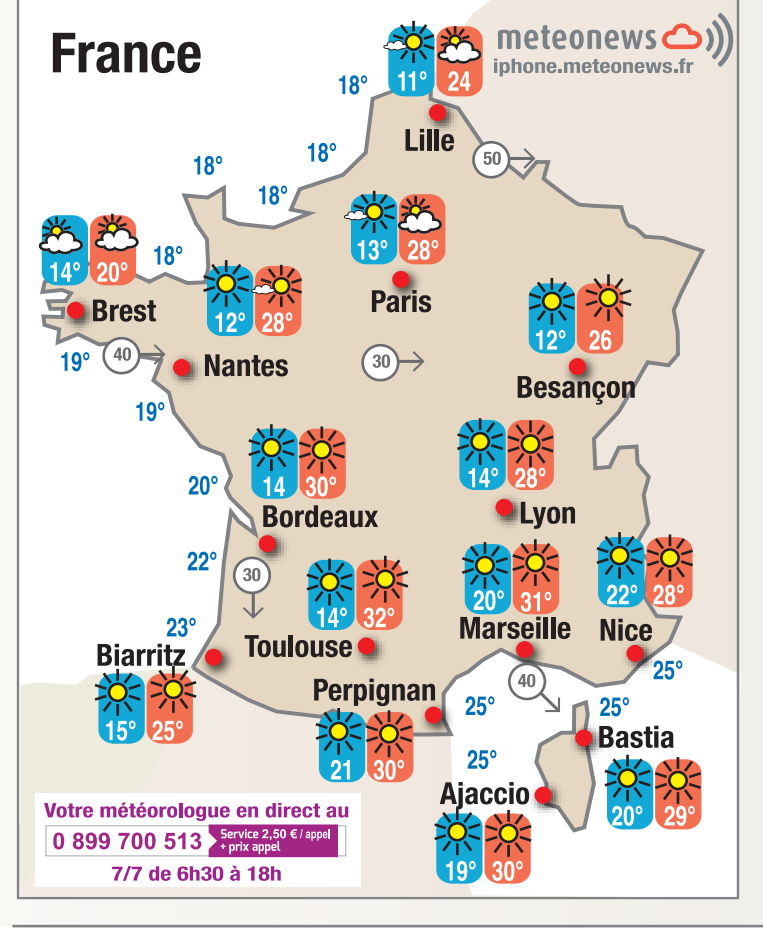 France
meteonews
iphone.meteonews.fr
11° 24
18°
Lille
50
18°
18°
18°
13° 28°
Paris
14° 20°
18°
Brest
12° 28°
Nantes
12° 26
Besançon
19°
40
30
19°
14 30°
Bordeaux
14° 28°
Lyon
20°
22°
30
14° 32°
Toulouse
20° 31°
Marseille
22° 28°
Nice
23°
Biarritz
15° 25°
25°
40
Perpignan
21 30°
25°
25°
Bastia
20° 29°
25°
Ajaccio
19° 30°
Votre météorologue en direct au
0 899 700 513
Service 2,50 € / appel
+ prix appel
7/7 de 6h30 à 18h